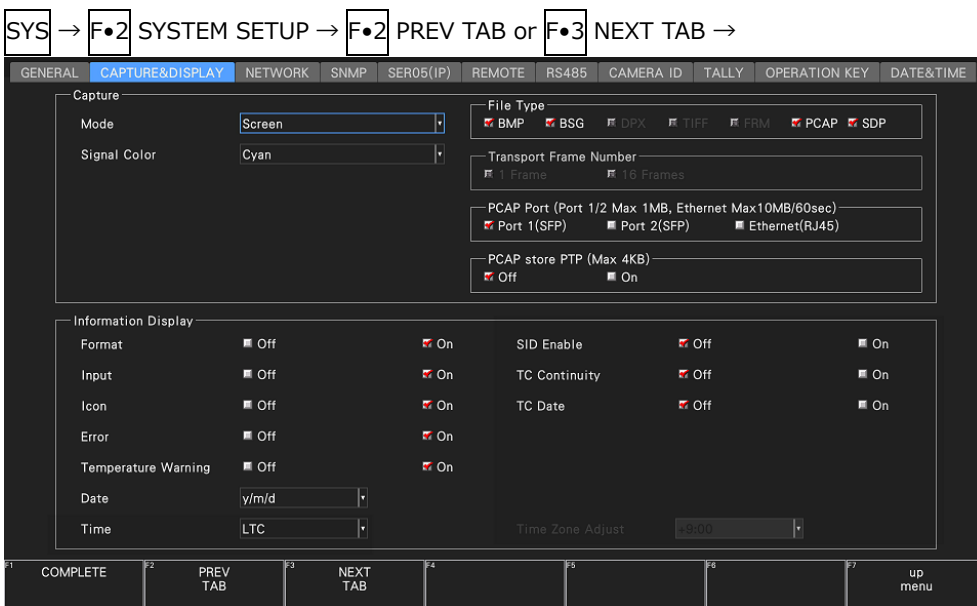 SYS → F•2 SYSTEM SETUP → F•2 PREV TAB or F•3 NEXT TAB →
GENERAL CAPTURE&DISPLAY NETWORK SNMP SER05(IP) REMOTE RS485 CAMERA ID TALLY OPERATION KEY DATE&TIME
Capture
Mode Screen
Signal Color Cyan
File Type
BMP BSG DPX TIFF FRM PCAP SDP
Transport Frame Number
1 Frame 16 Frames
PCAP Port (Port 1/2 Max 1MB, Ethernet Max10MB/60sec)
Port 1(SFP) Port 2(SFP) Ethernet(RJ45)
PCAP store PTP (Max 4KB)
Off On
Information Display
Format Off On SID Enable Off On
Input Off On TC Continuity Off On
Icon Off On TC Date Off On
Error Off On
Temperature Warning Off On
Date y/m/d
Time LTC Time Zone Adjust +9:00
F1 COMPLETE F2 PREV TAB F3 NEXT TAB F4 F5 F6 F7 up menu